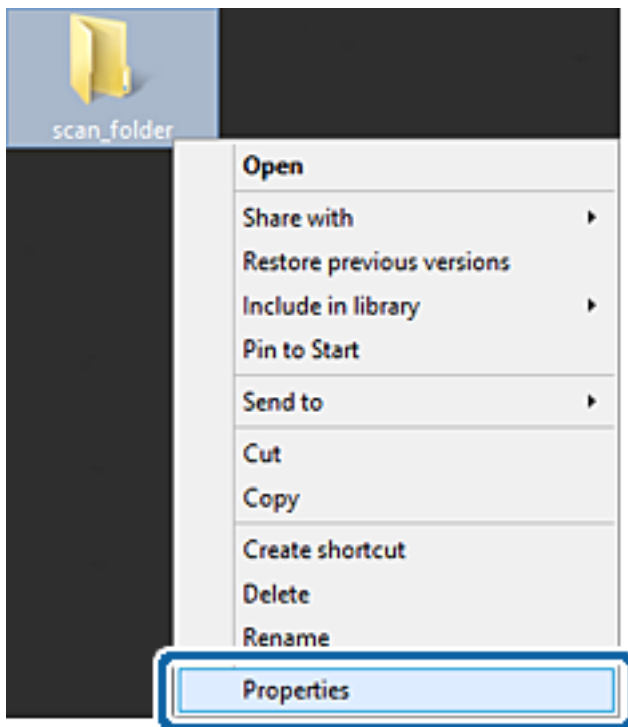 scan_folder
Open
Share with
Restore previous versions
Include in library
Pin to Start
Send to
Cut
Copy
Create shortcut
Delete
Rename
Properties